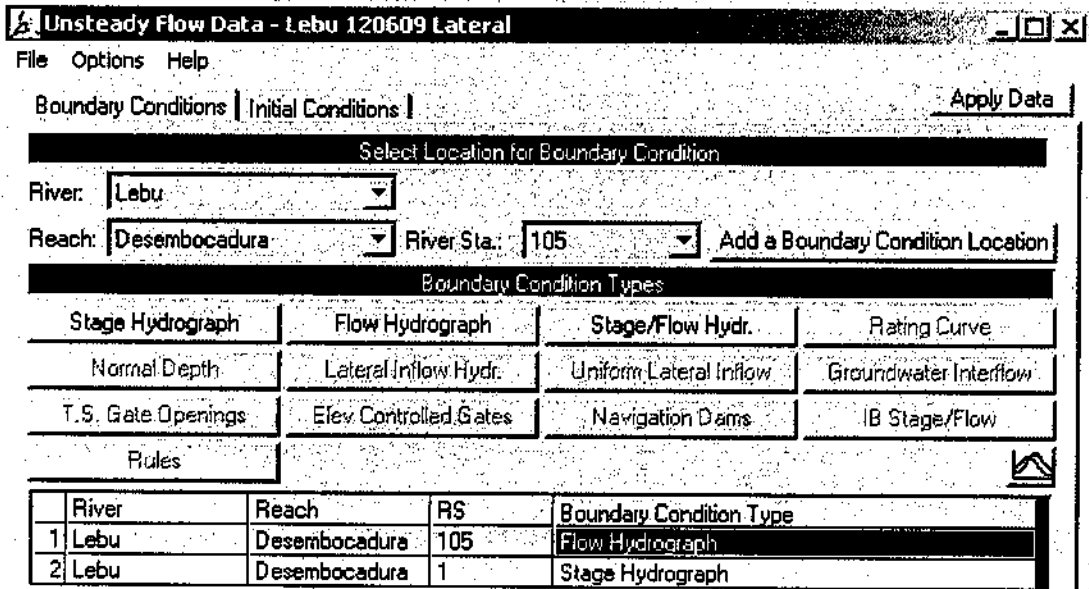 Unsteady Flow Data - Lebu 120609 Lateral
File Options Help
Boundary Conditions Initial Conditions Apply Data
Select Location for Boundary Condition
River: Lebu
Reach: Desembocadura River Sta.: 105 Add a Boundary Condition Location
Boundary Condition Types
Stage Hydrograph Flow Hydrograph Stage/Flow Hydr. Rating Curve
Normal Depth Lateral Inflow Hydr. Uniform Lateral Inflow Groundwater Interflow
T.S. Gate Openings Elev Controlled Gates Navigation Dams IB Stage/Flow
Rules
River Reach RS Boundary Condition Type
1 Lebu Desembocadura 105 Flow Hydrograph
2 Lebu Desembocadura 1 Stage Hydrograph